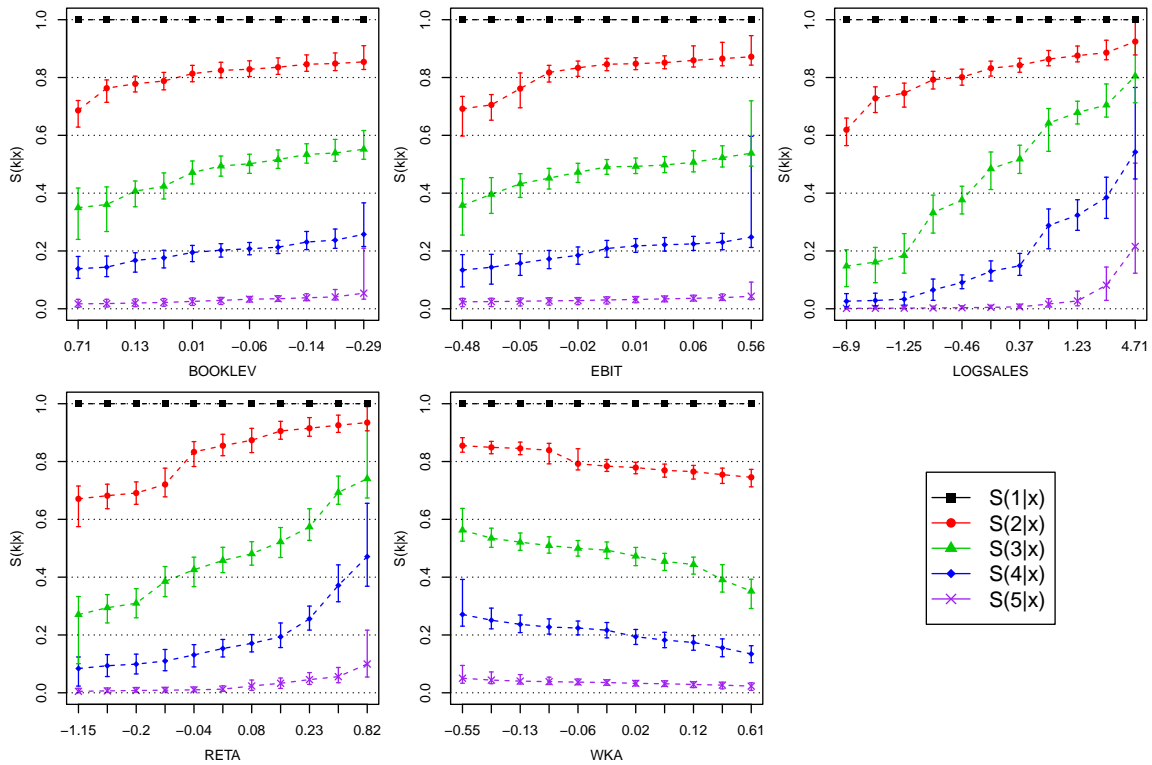 S(k|x)
0.0 0.2 0.4 0.6 0.8 1.0
0.71 0.13 0.01 −0.06 −0.14 −0.29
BOOKLEV
S(k|x)
0.0 0.2 0.4 0.6 0.8 1.0
−0.48 −0.05 −0.02 0.01 0.06 0.56
EBIT
S(k|x)
0.0 0.2 0.4 0.6 0.8 1.0
−6.9 −1.25 −0.46 0.37 1.23 4.71
LOGSALES
S(k|x)
0.0 0.2 0.4 0.6 0.8 1.0
−1.15 −0.2 −0.04 0.08 0.23 0.82
RETA
S(k|x)
0.0 0.2 0.4 0.6 0.8 1.0
−0.55 −0.13 −0.06 0.02 0.12 0.61
WKA
S(1|x)
S(2|x)
S(3|x)
S(4|x)
S(5|x)